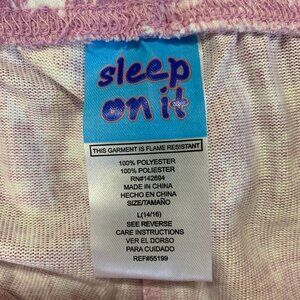 sleep
on it
THIS GARMENT IS FLAME RESISTANT
100% POLYESTER
100% POLYESTER
RN#142694
MADE IN CHINA
HECHO EN CHINA
SIZE/TAMAÑO
L(14/16)
SEE REVERSE
CARE INSTRUCTIONS
VER EL DORSO
PARA CUIDADO
REF#65199